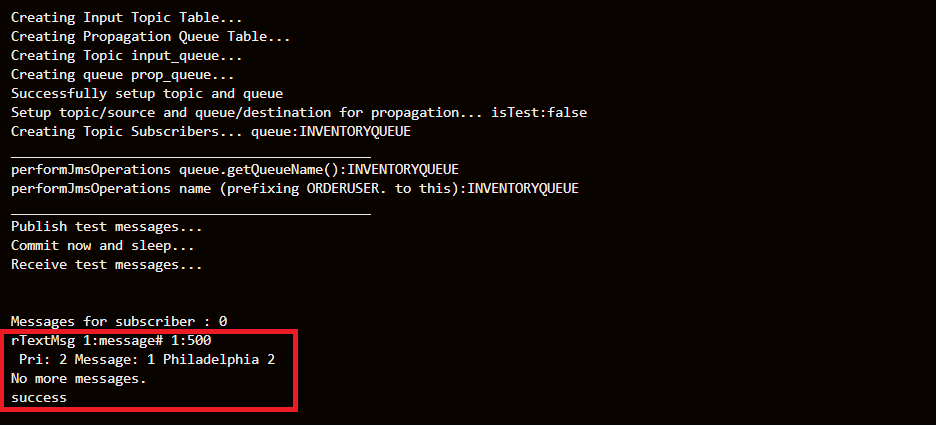 Creating Input Topic Table...
Creating Propagation Queue Table...
Creating Topic input_queue...
Creating queue prop_queue...
Successfully setup topic and queue
Setup topic/source and queue/destination for propagation... isTest:false
Creating Topic Subscribers... queue:INVENTORYQUEUE
_____________________________________________
performJmsOperations queue.getQueueName():INVENTORYQUEUE
performJmsOperations name (prefixing ORDERUSER. to this):INVENTORYQUEUE
_____________________________________________
Publish test messages...
Commit now and sleep...
Receive test messages...
Messages for subscriber : 0
rTextMsg 1:message# 1:500
 Pri: 2 Message: 1 Philadelphia 2
No more messages.
success